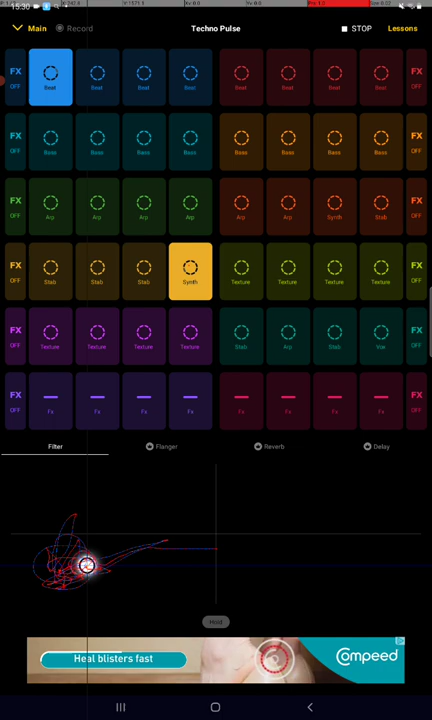 15:30
Main Record Techno Pulse STOP Lessons
FX OFF Beat Beat Beat Beat Beat Beat Beat Beat FX OFF
FX OFF Bass Bass Bass Bass Bass Bass Bass Bass FX OFF
FX OFF Arp Arp Arp Arp Arp Arp Synth Stab FX OFF
FX OFF Stab Stab Stab Synth Texture Texture Texture Texture FX OFF
FX OFF Texture Texture Texture Texture Stab Arp Stab Vox FX OFF
FX OFF Fx Fx Fx Fx Fx Fx Fx Fx FX OFF
Filter Flanger Reverb Delay
Hold
Heal blisters fast
Compeed